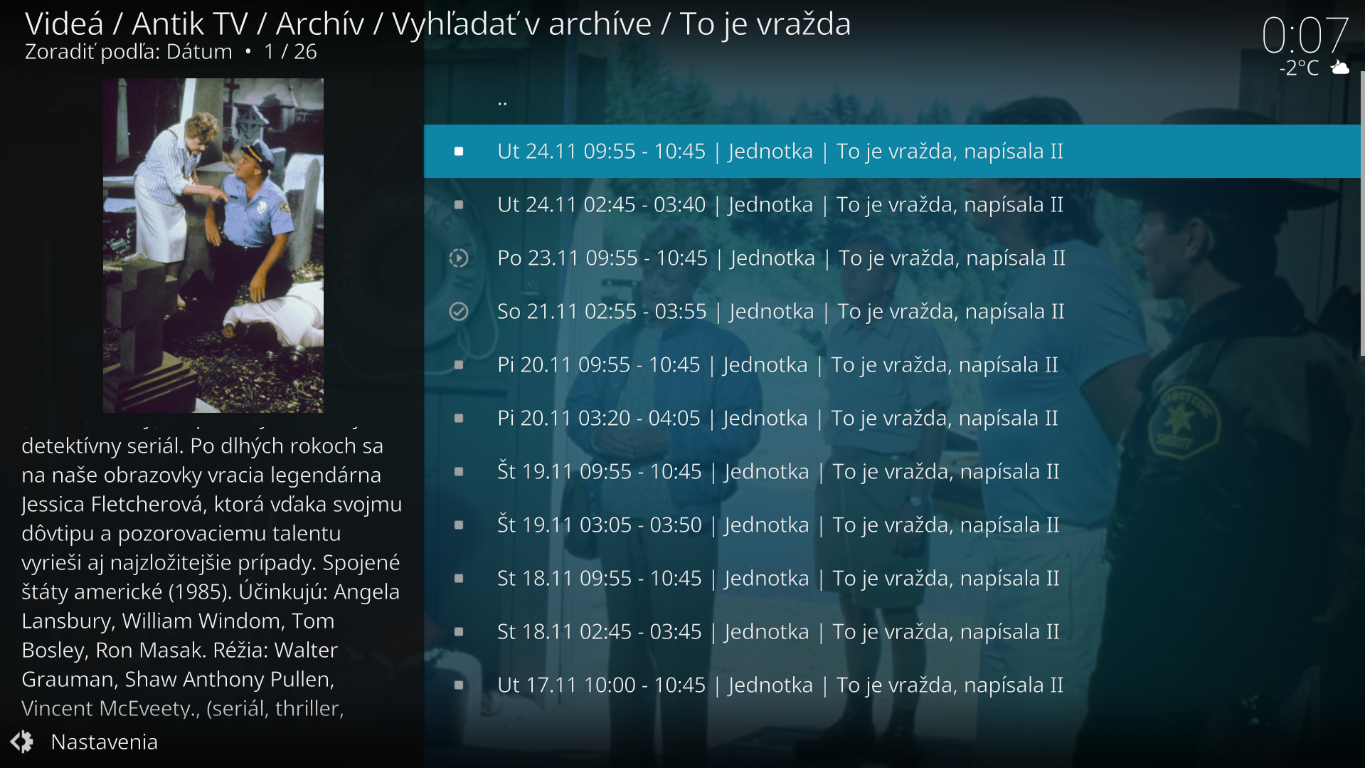 Videá / Antik TV / Archív / Vyhľadať v archíve / To je vražda
Zoradiť podľa: Dátum • 1 / 26
0:07
-2°C
..
Ut 24.11 09:55 - 10:45 | Jednotka | To je vražda, napísala II
Ut 24.11 02:45 - 03:40 | Jednotka | To je vražda, napísala II
Po 23.11 09:55 - 10:45 | Jednotka | To je vražda, napísala II
So 21.11 02:55 - 03:55 | Jednotka | To je vražda, napísala II
Pi 20.11 09:55 - 10:45 | Jednotka | To je vražda, napísala II
Pi 20.11 03:20 - 04:05 | Jednotka | To je vražda, napísala II
Št 19.11 09:55 - 10:45 | Jednotka | To je vražda, napísala II
Št 19.11 03:05 - 03:50 | Jednotka | To je vražda, napísala II
St 18.11 09:55 - 10:45 | Jednotka | To je vražda, napísala II
St 18.11 02:45 - 03:45 | Jednotka | To je vražda, napísala II
Ut 17.11 10:00 - 10:45 | Jednotka | To je vražda, napísala II
detektívny seriál. Po dlhých rokoch sa
na naše obrazovky vracia legendárna
Jessica Fletcherová, ktorá vďaka svojmu
dôvtipu a pozorovaciemu talentu
vyrieši aj najzložitejšie prípady. Spojené
štáty americké (1985). Účinkujú: Angela
Lansbury, William Windom, Tom
Bosley, Ron Masak. Réžia: Walter
Grauman, Shaw Anthony Pullen,
Vincent McEveety., (seriál, thriller,
Nastavenia
SHERIFF